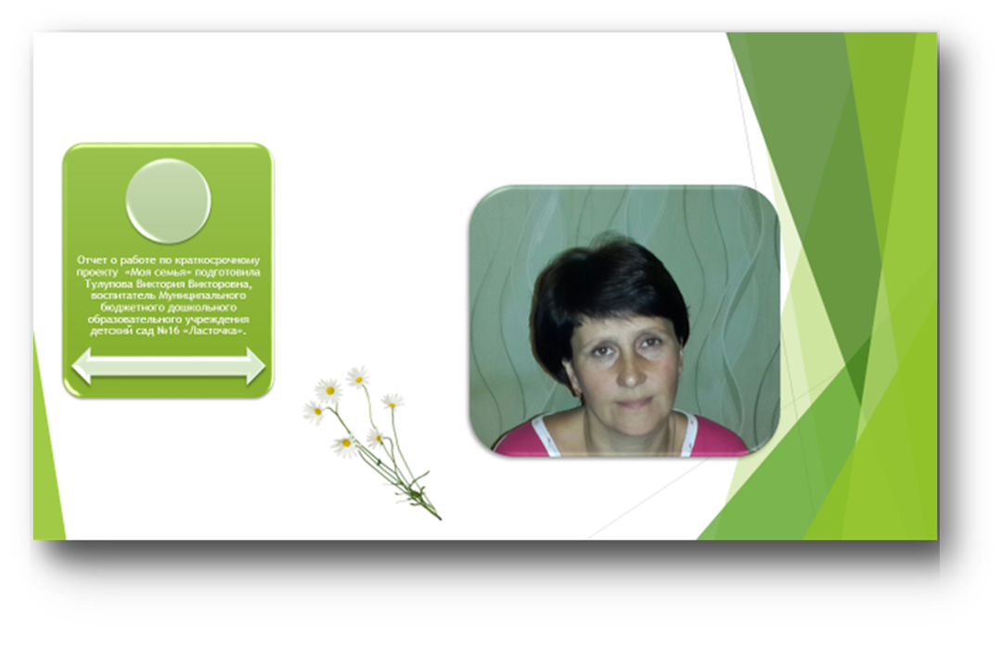 Отчет о работе по краткосрочному
проекту «Моя семья» подготовила
Тулупова Виктория Викторовна,
воспитатель Муниципального
бюджетного дошкольного
образовательного учреждения
детский сад №16 «Ласточка».